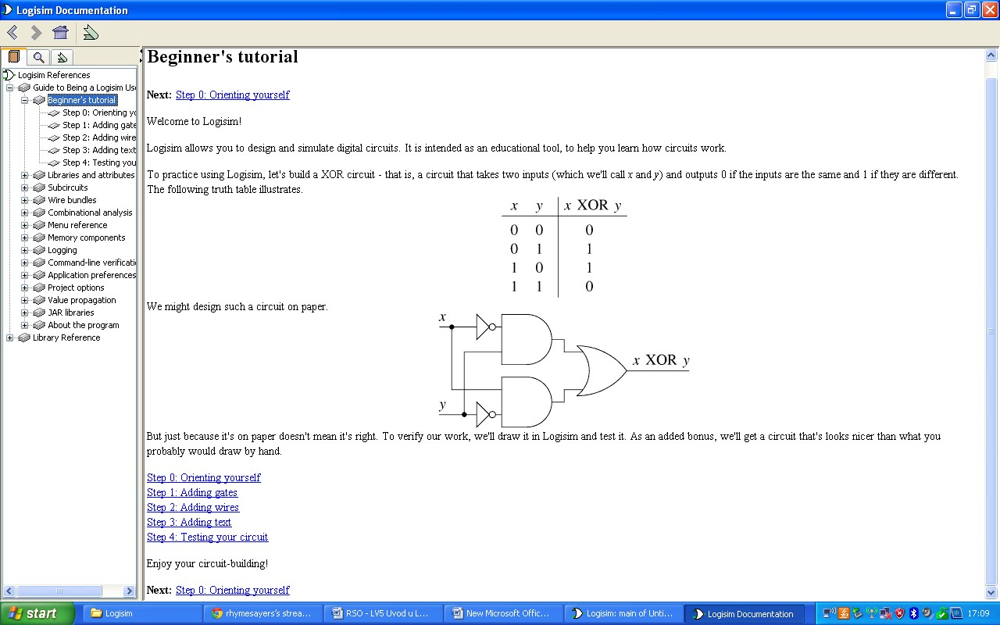 Logisim Documentation
Logisim References
Guide to Being a Logisim Use
Beginner's tutorial
Step 0: Orienting yo
Step 1: Adding gate
Step 2: Adding wire
Step 3: Adding text
Step 4: Testing you
Libraries and attributes
Subcircuits
Wire bundles
Combinational analysis
Menu reference
Memory components
Logging
Command-line verificati
Application preferences
Project options
Value propagation
JAR libraries
About the program
Library Reference
Beginner's tutorial
Next: Step 0: Orienting yourself
Welcome to Logisim!
Logisim allows you to design and simulate digital circuits. It is intended as an educational tool, to help you learn how circuits work.
To practice using Logisim, let's build a XOR circuit - that is, a circuit that takes two inputs (which we'll call x and y) and outputs 0 if the inputs are the same and 1 if they are different.
The following truth table illustrates.
x y x XOR y
0 0 0
0 1 1
1 0 1
1 1 0
We might design such a circuit on paper.
x
x XOR y
y
But just because it's on paper doesn't mean it's right. To verify our work, we'll draw it in Logisim and test it. As an added bonus, we'll get a circuit that's looks nicer than what you
probably would draw by hand.
Step 0: Orienting yourself
Step 1: Adding gates
Step 2: Adding wires
Step 3: Adding text
Step 4: Testing your circuit
Enjoy your circuit-building!
Next: Step 0: Orienting yourself
start
Logisim
rhymesayers's strea...
RSO - LV5 Uvod u L...
New Microsoft Offic...
Logisim: main of Unti...
Logisim Documentation
17:09